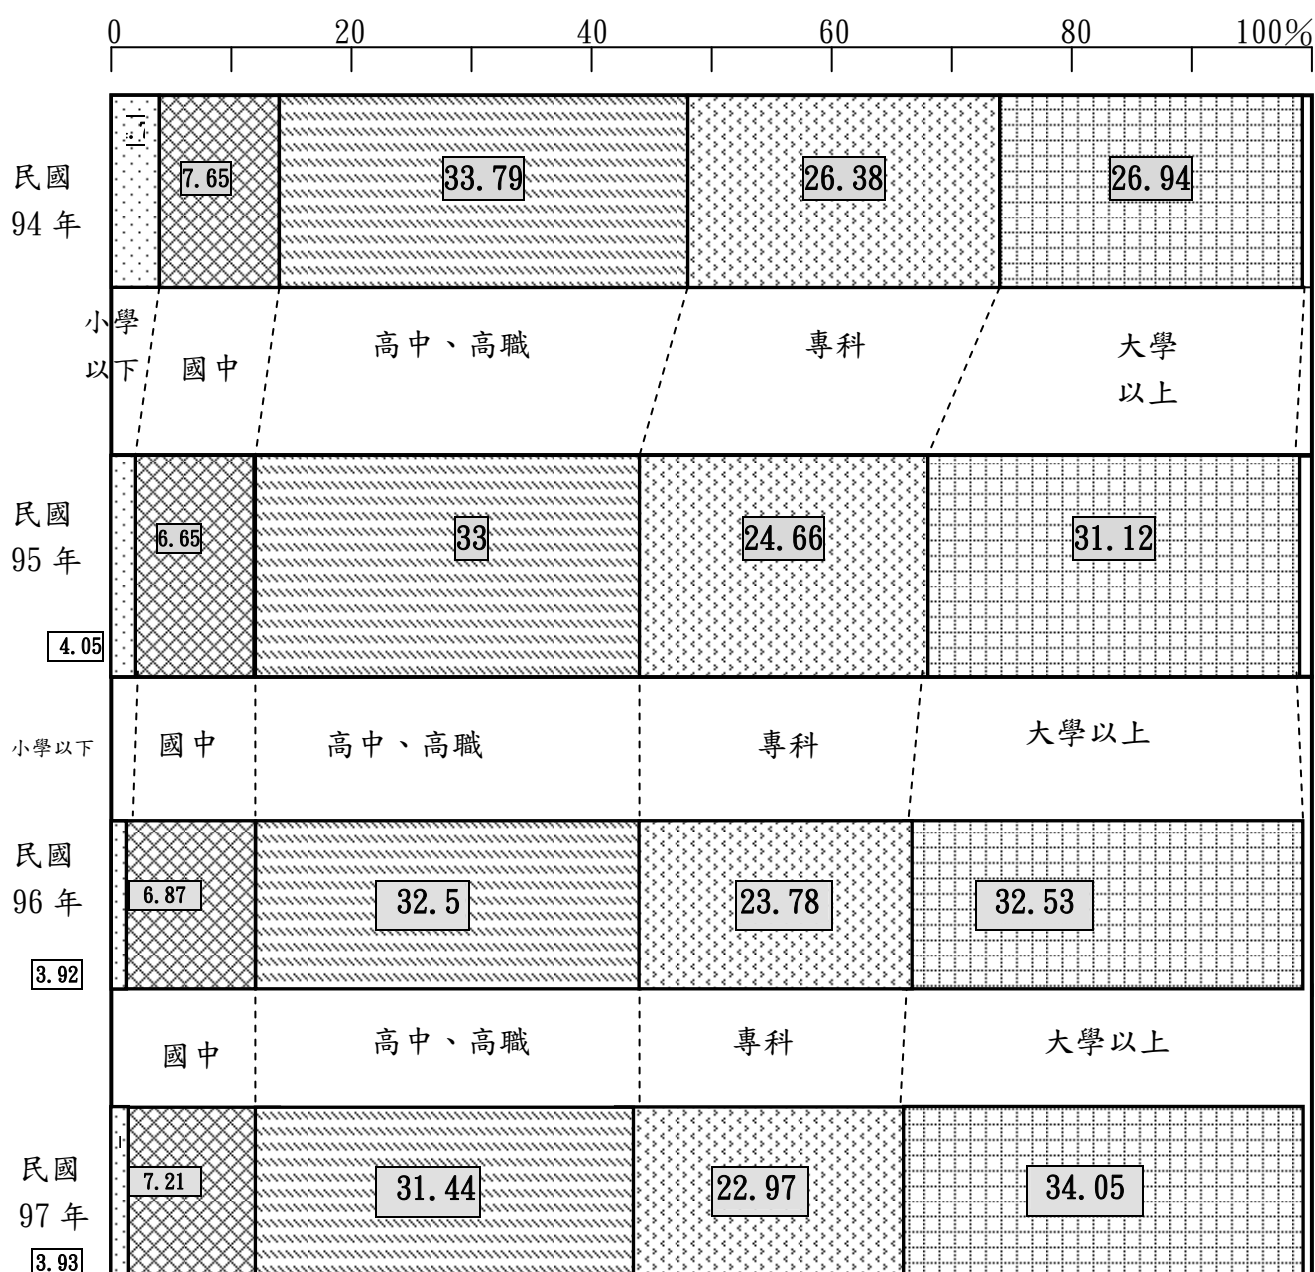 0 20 40 60 80 100%
民國
94 年
7.65 33.79 26.38 26.94
小學
以下
國中
高中、高職
專科
大學
以上
民國
95 年
6.65 33 24.66 31.12
4.05
小學以下 國中 高中、高職 專科 大學以上
民國
96 年
6.87 32.5 23.78 32.53
3.92
國中 高中、高職 專科 大學以上
民國
97 年
7.21 31.44 22.97 34.05
3.93